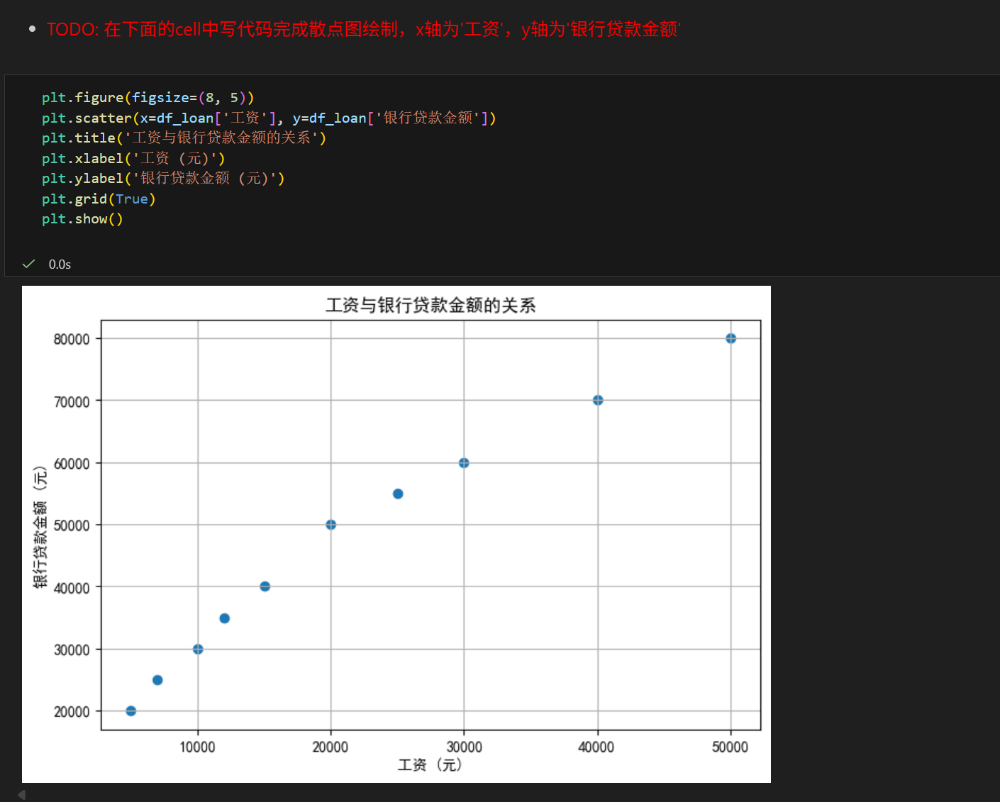 TODO: 在下面的cell中写代码完成散点图绘制，x轴为'工资'，y轴为'银行贷款金额'
plt.figure(figsize=(8, 5))
plt.scatter(x=df_loan['工资'], y=df_loan['银行贷款金额'])
plt.title('工资与银行贷款金额的关系')
plt.xlabel('工资 (元)')
plt.ylabel('银行贷款金额 (元)')
plt.grid(True)
plt.show()
0.0s
工资与银行贷款金额的关系
80000
70000
60000
50000
40000
30000
20000
银行贷款金额 (元)
10000 20000 30000 40000 50000
工资 (元)